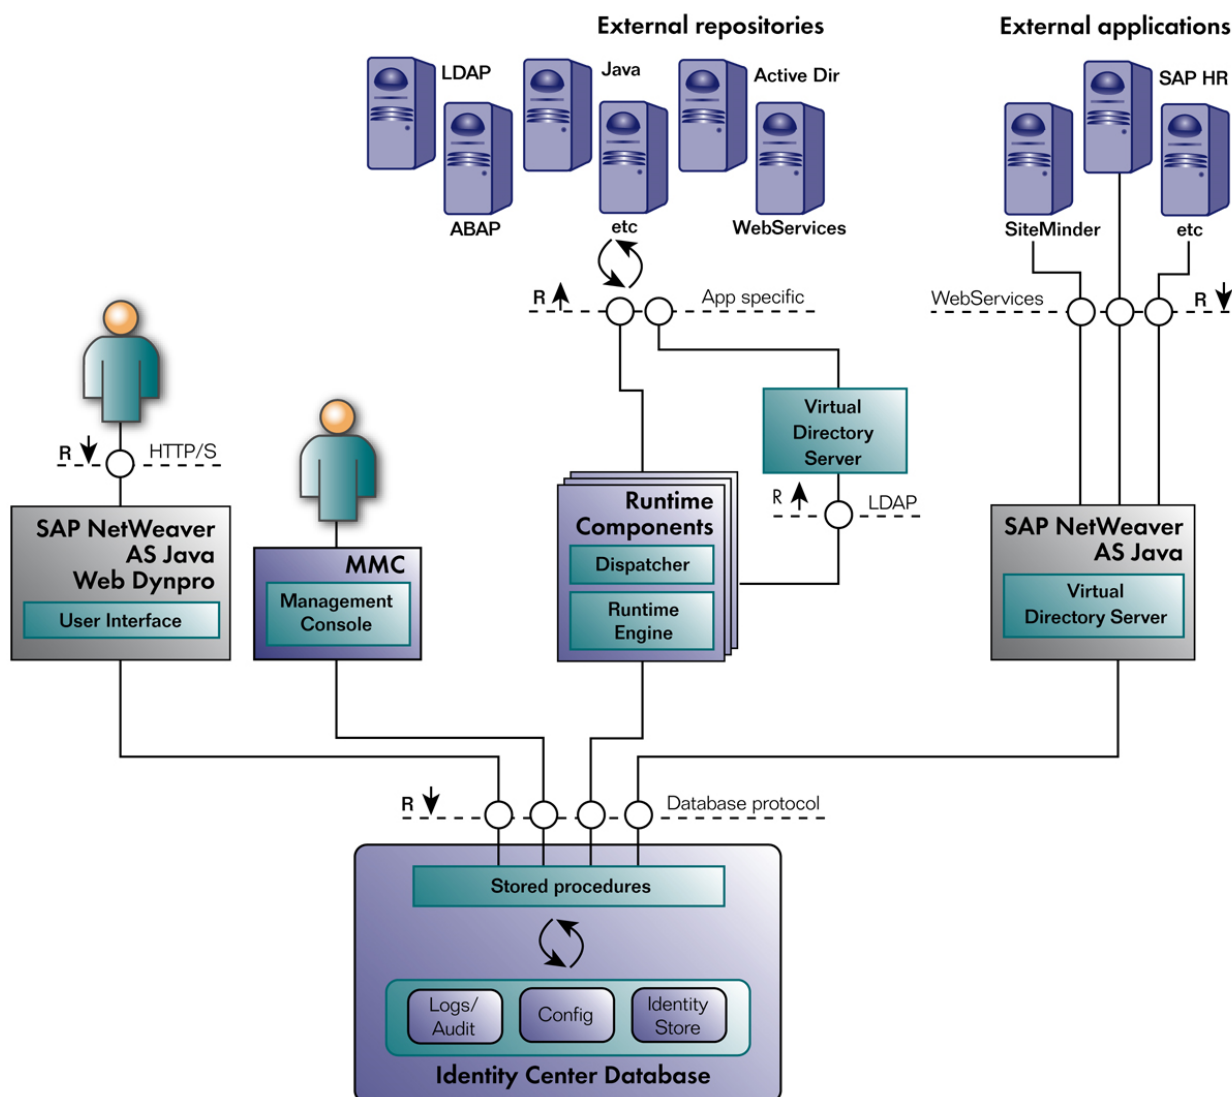 External repositories
External applications
LDAP
Java
Active Dir
SAP HR
ABAP
etc
WebServices
SiteMinder
etc
R
App specific
WebServices
R
R
HTTP/S
Virtual
Directory
Server
R
LDAP
SAP NetWeaver
AS Java
Web Dynpro
User Interface
MMC
Management
Console
Runtime
Components
Dispatcher
Runtime
Engine
SAP NetWeaver
AS Java
Virtual
Directory Server
R
Database protocol
Stored procedures
Logs/
Audit
Config
Identity
Store
Identity Center Database